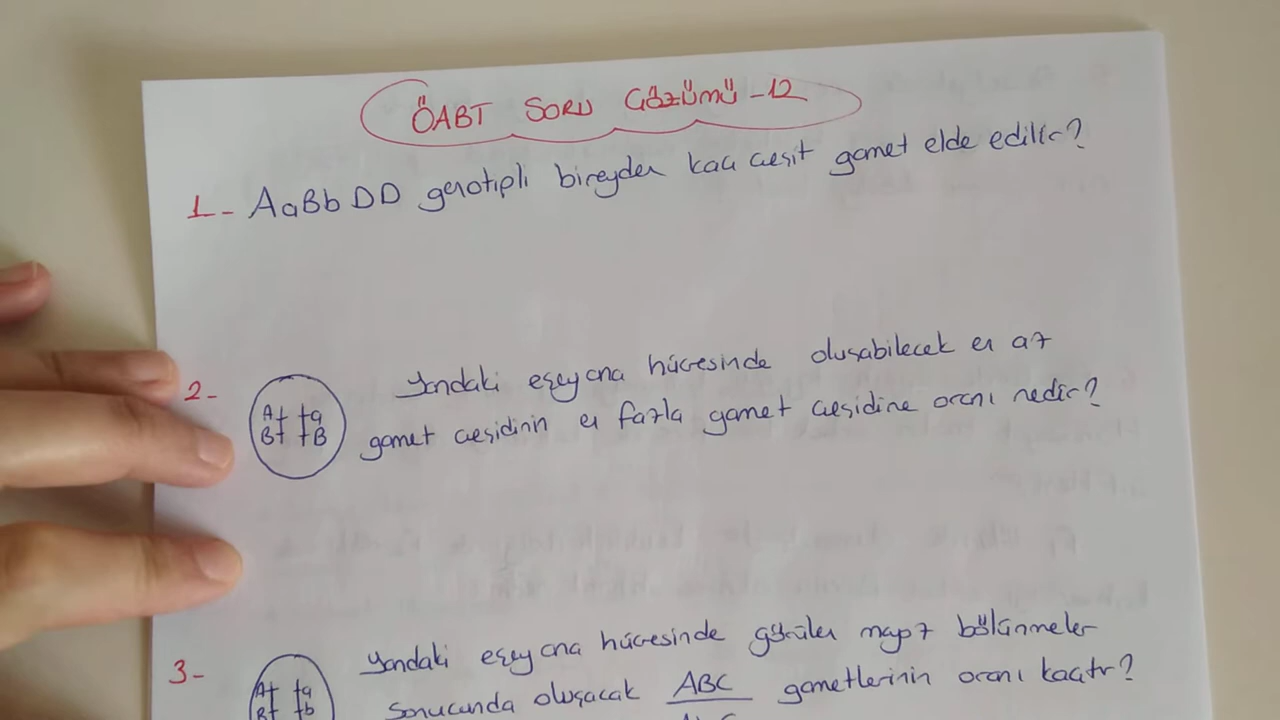 ÖABT SORU ÇÖZÜMÜ - 12
1- AaBb DD genotipli bireyden kaç çeşit gamet elde edilir?
2- Yandaki eşey ana hücresinde oluşabilecek en az
A a
B B
gamet çeşidinin en fazla gamet çeşidine oranı nedir?
3- Yandaki eşey ana hücresinde görülen mayoz bölünmeler
A a
B b
sonucunda oluşacak ABC gametlerinin oranı kaçtır?